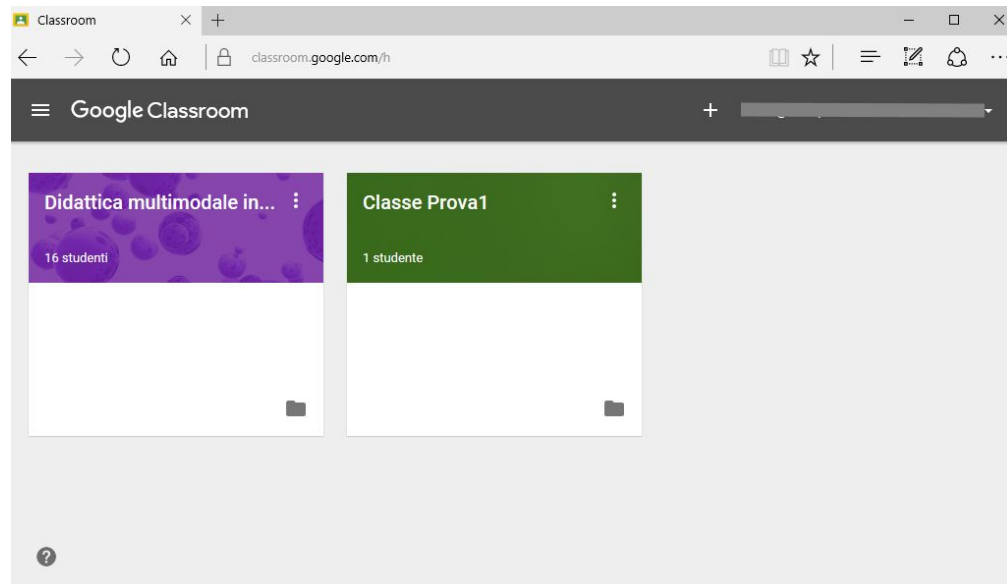 Classroom
classroom.google.com/h
Google Classroom
Didattica multimodale in...
16 studenti
Classe Prova1
1 studente